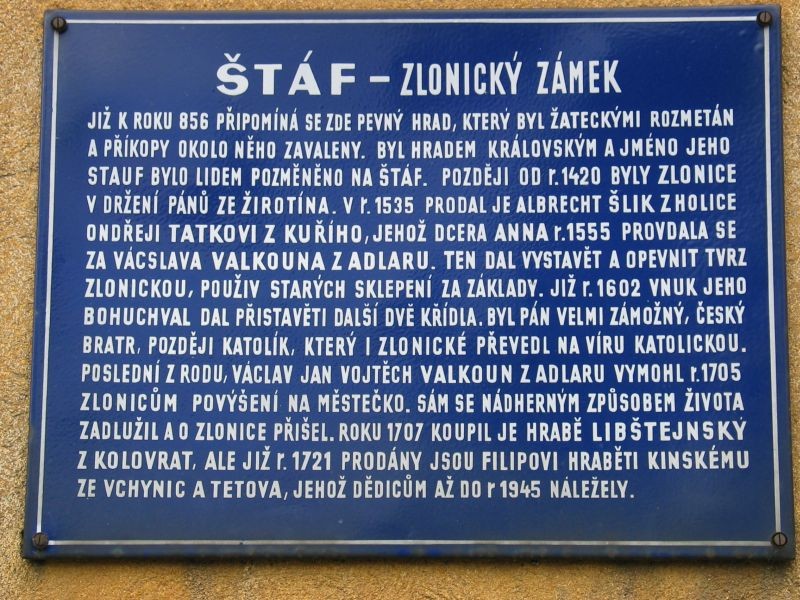 ŠTÁF – ZLONICKÝ ZÁMEK
JIŽ K ROKU 856 PŘIPOMÍNÁ SE ZDE PEVNÝ HRAD, KTERÝ BYL ŽATECKÝMI ROZMETÁN
A PŘÍKOPY OKOLO NĚHO ZAVALENY. BYL HRADEM KRÁLOVSKÝM A JMÉNO JEHO
STAUF BYLO LIDEM POZMĚNĚNO NA ŠTÁF. POZDĚJI OD r.1420 BYLY ZLONICE
V DRŽENÍ PÁNŮ ZE ŽIROTÍNA. V r.1535 PRODAL JE ALBRECHT ŠLIK Z HOLICE
ONDŘEJI TATKOVI Z KUŘÍHO, JEHOŽ DCERA ANNA r.1555 PROVDALA SE
ZA VÁCSLAVA VALKOUNA Z ADLARU. TEN DAL VYSTAVĚT A OPEVNIT TVRZ
ZLONICKOU, POUŽIV STARÝCH SKLEPENÍ ZA ZÁKLADY. JIŽ r.1602 VNUK JEHO
BOHUCHVAL DAL PŘISTAVĚTI DALŠÍ DVĚ KŘÍDLA. BYL PÁN VELMI ZÁMOŽNÝ, ČESKÝ
BRATR, POZDĚJI KATOLÍK, KTERÝ I ZLONICKÉ PŘEVEDL NA VÍRU KATOLICKOU.
POSLEDNÍ Z RODU, VÁCLAV JAN VOJTĚCH VALKOUN Z ADLARU VYMOHL r.1705
ZLONICŮM POVÝŠENÍ NA MĚSTEČKO. SÁM SE NÁDHERNÝM ZPŮSOBEM ŽIVOTA
ZADLUŽIL A O ZLONICE PŘIŠEL. ROKU 1707 KOUPIL JE HRABĚ LIBŠTEJNSKÝ
Z KOLOVRAT, ALE JIŽ r. 1721 PRODÁNY JSOU FILIPOVI HRABĚTI KINSKÉMU
ZE VCHYNIC A TETOVA, JEHOŽ DĚDICŮM AŽ DO r 1945 NÁLEŽELY.